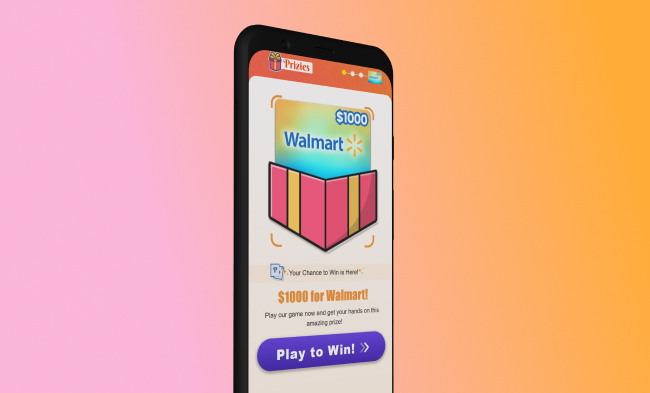 Prizies
$1000
Walmart
Your Chance to Win is Here!
$1000 for Walmart!
Play our game now and get your hands on this
amazing prize!
Play to Win!